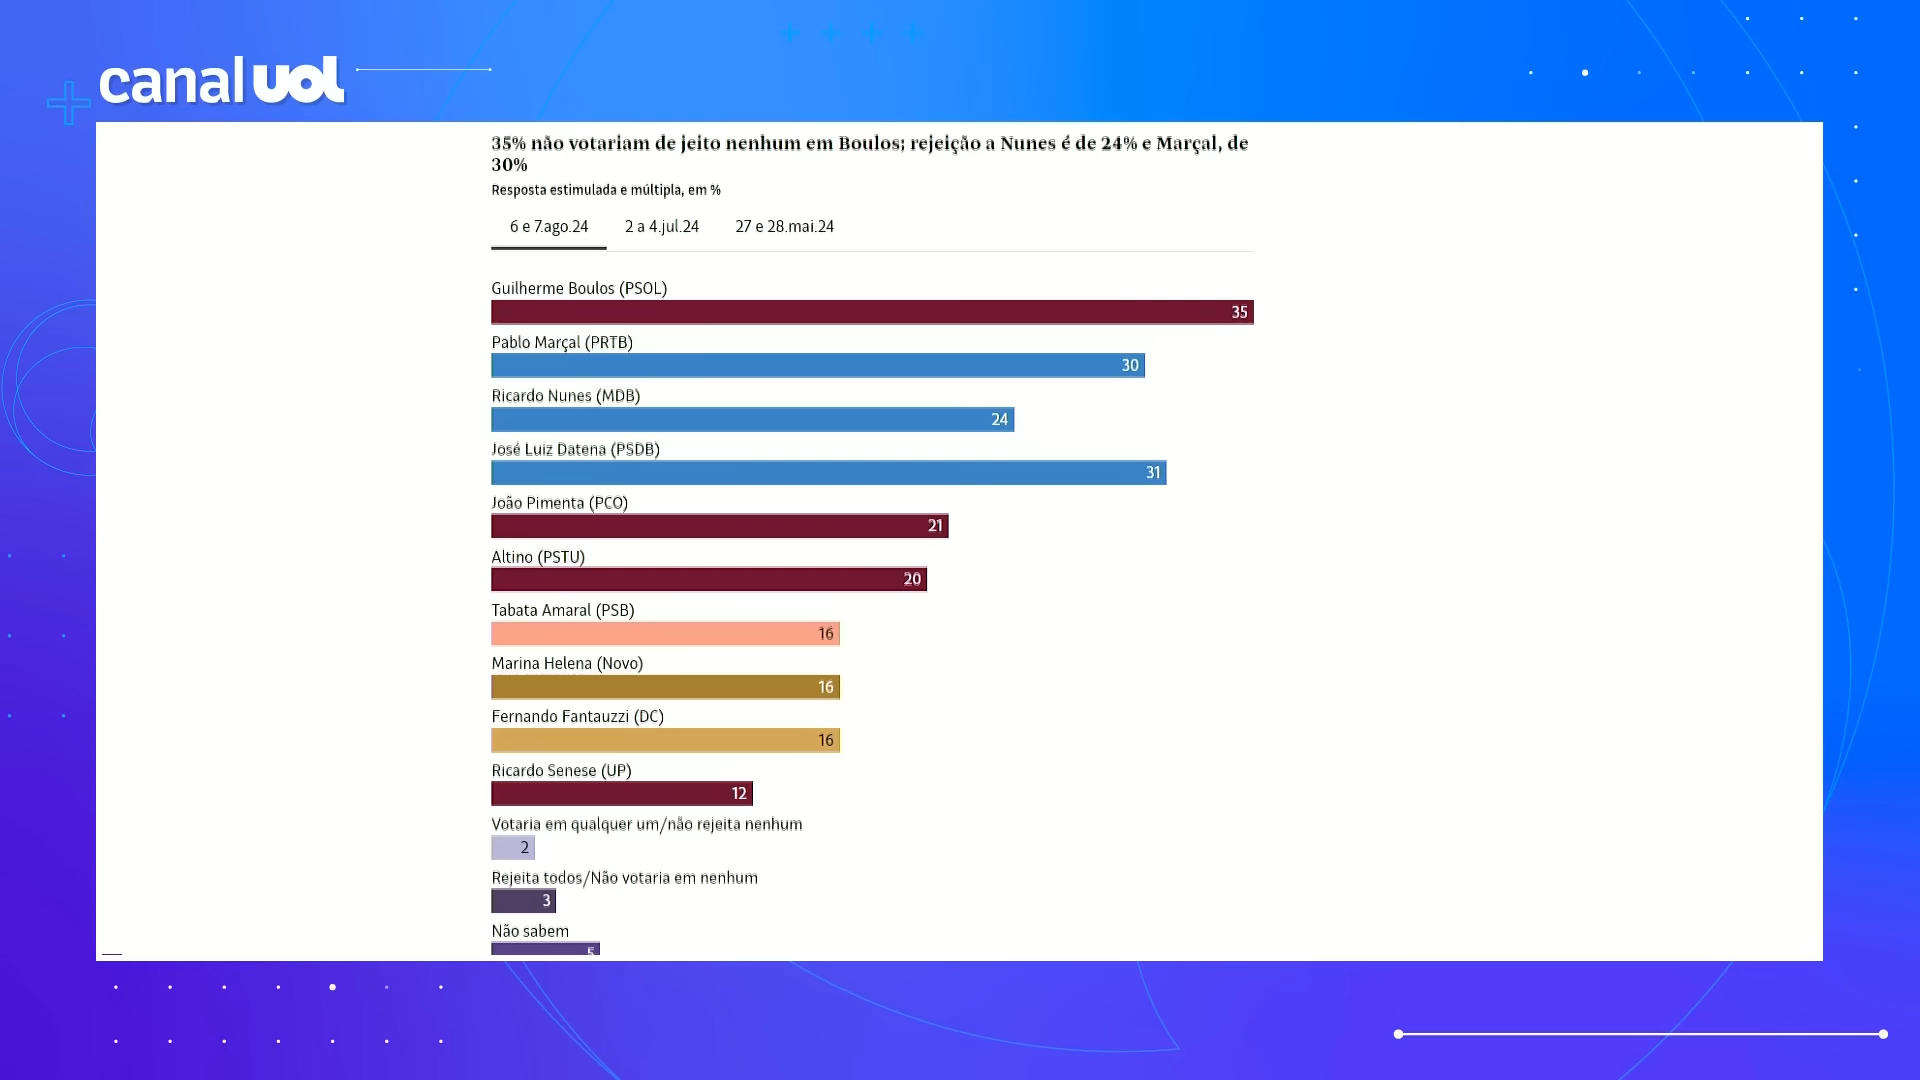 canal uol
35% não votariam de jeito nenhum em Boulos; rejeição a Nunes é de 24% e Marçal, de
30%
Resposta estimulada e múltipla, em %
6 e 7.ago.24 2 a 4.jul.24 27 e 28.mai.24
Guilherme Boulos (PSOL)
35
Pablo Marçal (PRTB)
30
Ricardo Nunes (MDB)
24
José Luiz Datena (PSDB)
31
João Pimenta (PCO)
21
Altino (PSTU)
20
Tabata Amaral (PSB)
16
Marina Helena (Novo)
16
Fernando Fantauzzi (DC)
16
Ricardo Senese (UP)
12
Votaria em qualquer um/não rejeita nenhum
2
Rejeita todos/Não votaria em nenhum
3
Não sabem
5